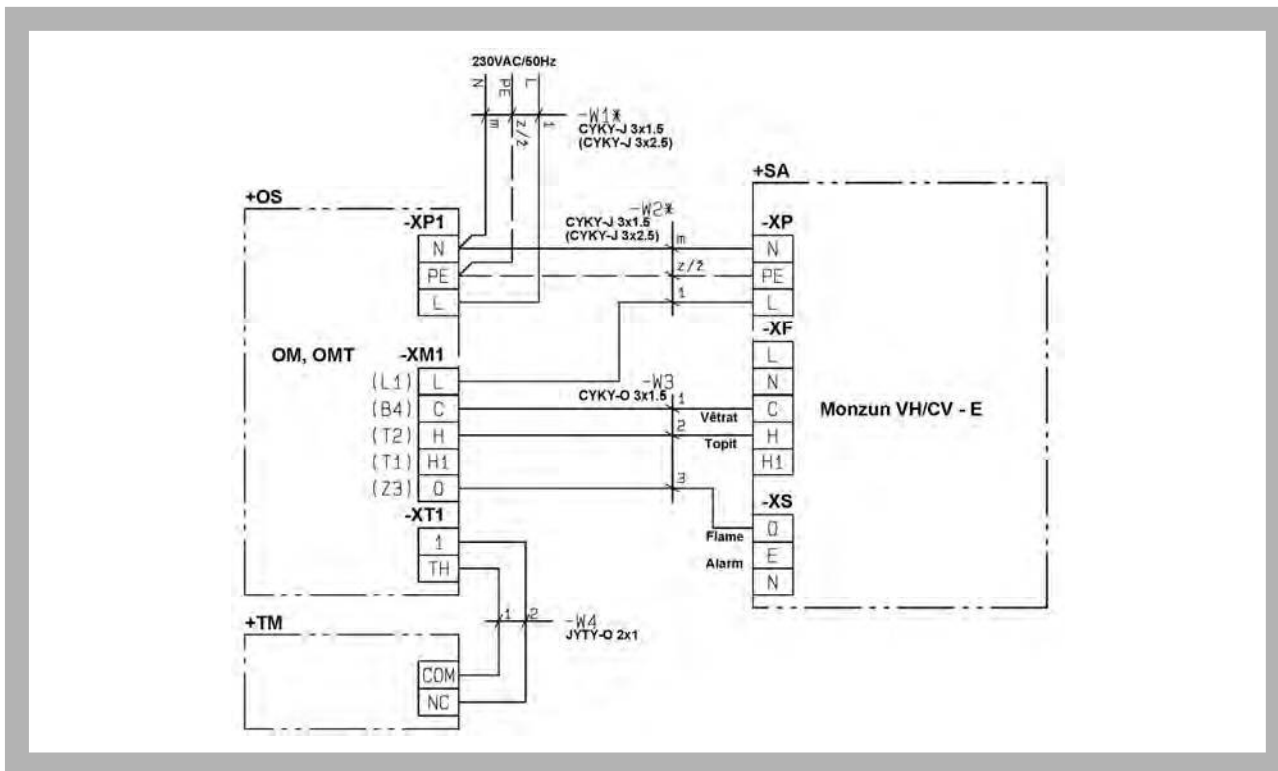 230VAC/50Hz
N PE L
-W1*
m z/ž 1
CYKY-J 3x1.5
(CYKY-J 3x2.5)
+OS
+SA
-XP1
-W2*
CYKY-J 3x1.5
(CYKY-J 3x2.5)
-XP
N
m
N
PE
z/ž
PE
L
1
L
-XF
OM, OMT
-XM1
L
(L1) L
-W3
N
CYKY-O 3x1.5
(B4) C
1
Vêtrat
C
Monzun VH/CV - E
(T2) H
2
Topit
H
(T1) H1
H1
(Z3) O
3
-XS
-XT1
Flame
O
1
Alarm
E
TH
N
+TM
1 2
-W4
JYTY-O 2x1
COM
NC